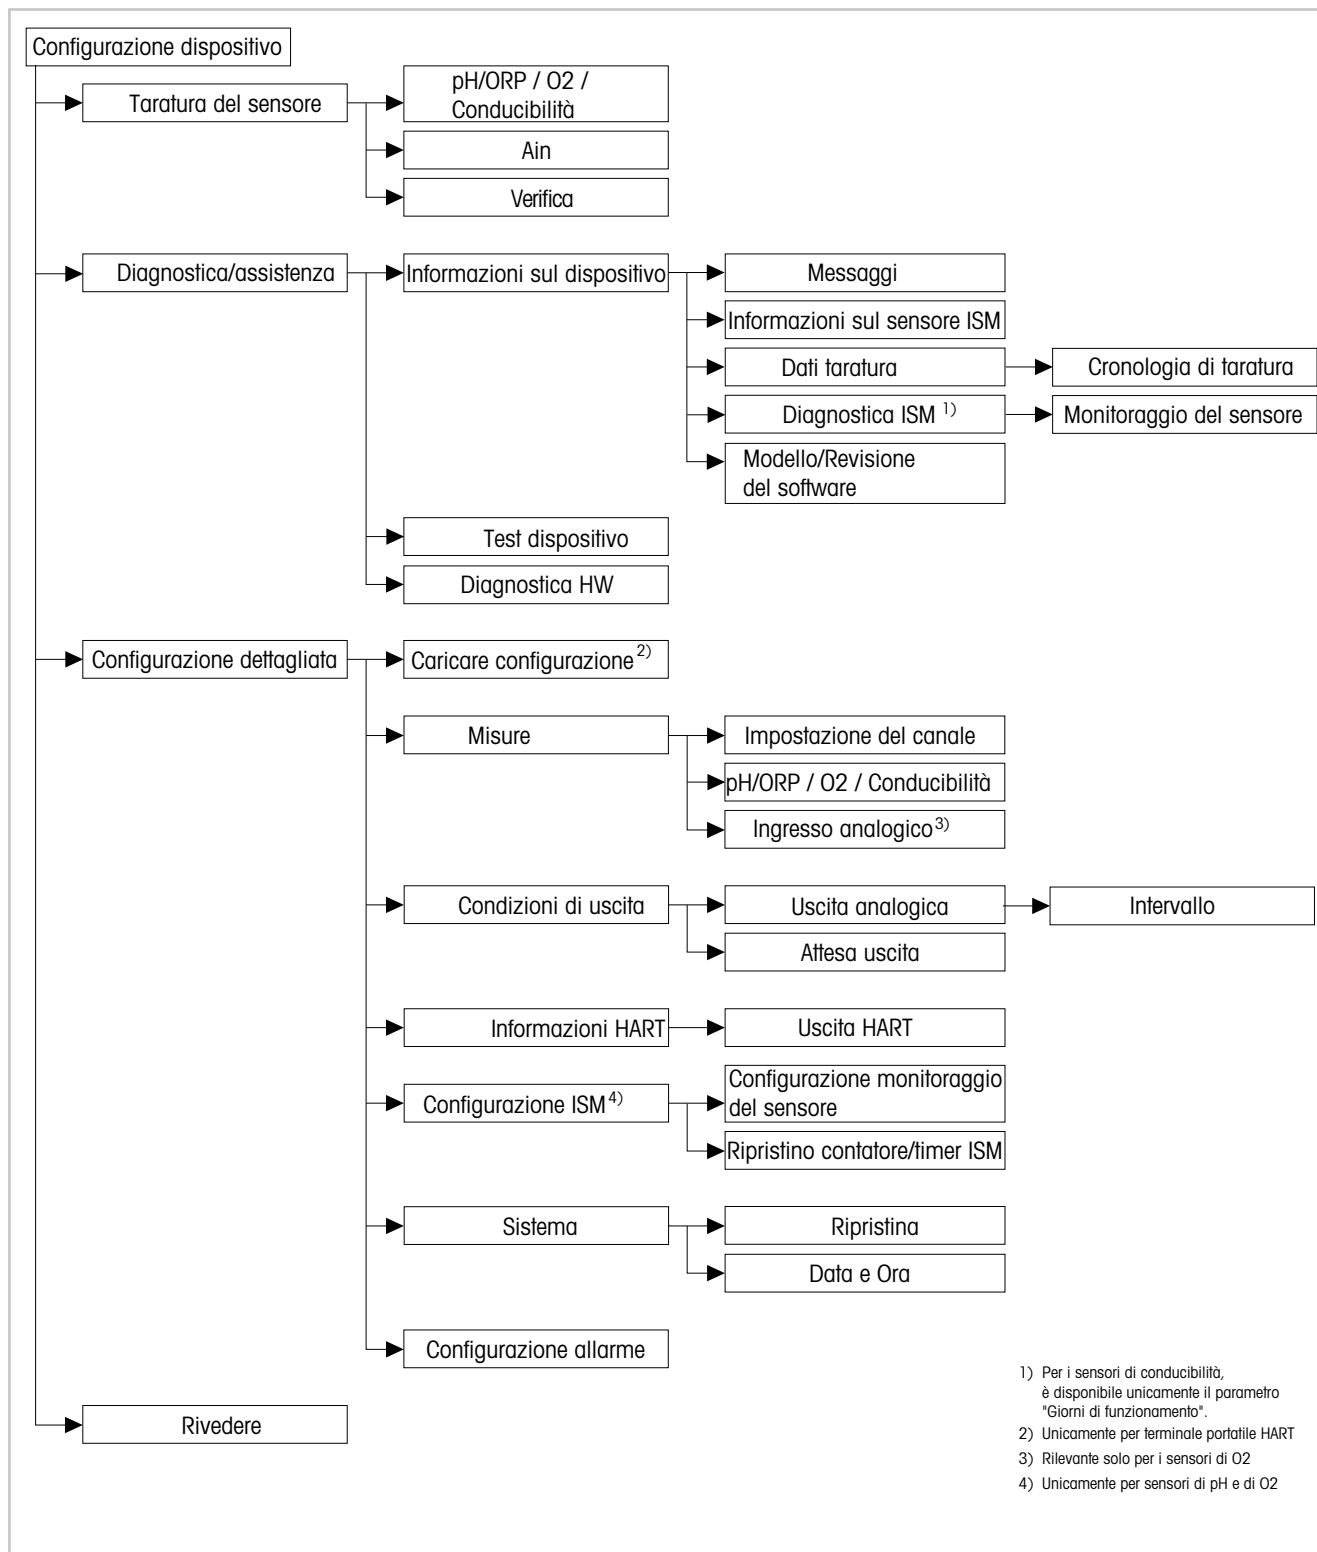 Configurazione dispositivo
Taratura del sensore
pH/ORP / O2 /
Conducibilità
Ain
Verifica
Diagnostica/assistenza
Informazioni sul dispositivo
Messaggi
Informazioni sul sensore ISM
Dati taratura
Cronologia di taratura
Diagnostica ISM 1)
Monitoraggio del sensore
Modello/Revisione
del software
Test dispositivo
Diagnostica HW
Configurazione dettagliata
Caricare configurazione 2)
Misure
Impostazione del canale
pH/ORP / O2 / Conducibilità
Ingresso analogico 3)
Condizioni di uscita
Uscita analogica
Intervallo
Attesa uscita
Informazioni HART
Uscita HART
Configurazione ISM 4)
Configurazione monitoraggio
del sensore
Ripristino contatore/timer ISM
Sistema
Ripristina
Data e Ora
Configurazione allarme
Rivedere
1) Per i sensori di conducibilità,
è disponibile unicamente il parametro
"Giorni di funzionamento".
2) Unicamente per terminale portatile HART
3) Rilevante solo per i sensori di O2
4) Unicamente per sensori di pH e di O2